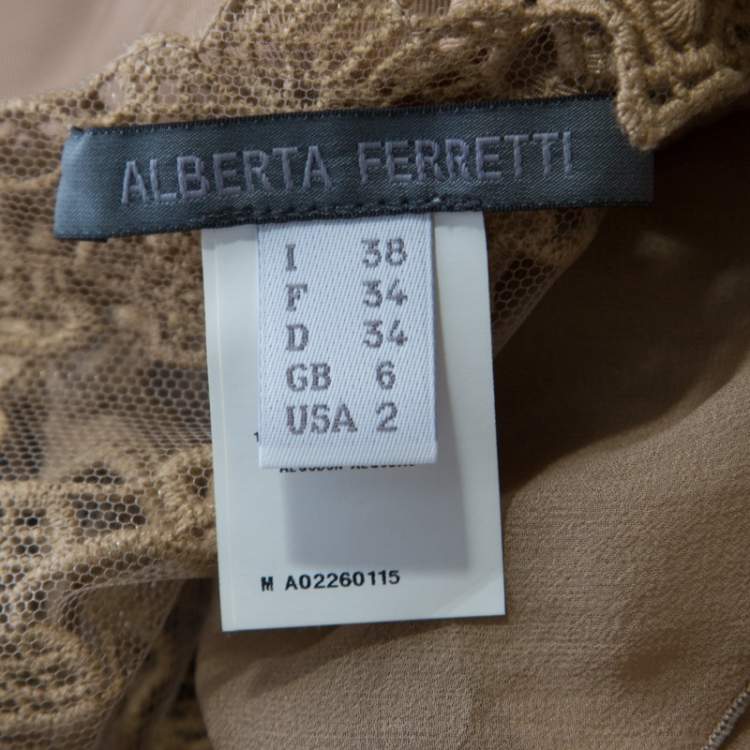 ALBERTA FERRETTI
I 38
F 34
D 34
GB 6
USA 2
M A02260115